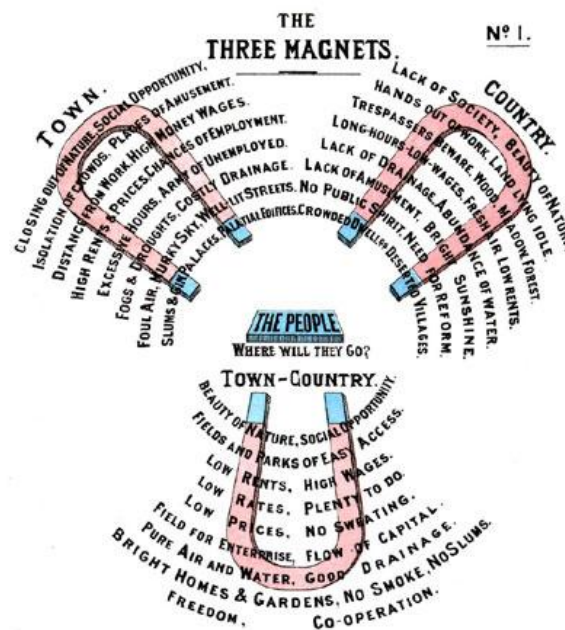 THE
THREE MAGNETS.
Nº 1.
TOWN.
CLOSING OUT OF NATURE. SOCIAL OPPORTUNITY.
ISOLATION OF CROWDS. PLACES OF AMUSEMENT.
DISTANCE FROM WORK. HIGH MONEY WAGES.
HIGH RENTS & PRICES. CHANCES OF EMPLOYMENT.
EXCESSIVE HOURS. ARMY OF UNEMPLOYED.
FOGS & DROUGHTS. COSTLY DRAINAGE.
FOUL AIR. MURKY SKY. WELL-LIT STREETS.
SLUMS & GIN PALACES. PALATIAL EDIFICES.
COUNTRY.
LACK OF SOCIETY. BEAUTY OF NATURE.
HANDS OUT OF WORK. LAND LYING IDLE.
TRESPASSERS BEWARE. WOOD, MEADOW, FOREST.
LONG HOURS-LOW WAGES. FRESH AIR. LOW RENTS.
LACK OF DRAINAGE. ABUNDANCE OF WATER.
LACK OF AMUSEMENT. BRIGHT SUNSHINE.
NO PUBLIC SPIRIT. NEED FOR REFORM.
CROWDED DWELLGS DESERTED VILLAGES.
THE PEOPLE
WHERE WILL THEY GO?
TOWN-COUNTRY.
BEAUTY OF NATURE, SOCIAL OPPORTUNITY.
FIELDS AND PARKS OF EASY ACCESS.
LOW RENTS, HIGH WAGES.
LOW RATES, PLENTY TO DO.
LOW PRICES, NO SWEATING.
FIELD FOR ENTERPRISE, FLOW OF CAPITAL.
PURE AIR AND WATER, GOOD DRAINAGE.
BRIGHT HOMES & GARDENS, NO SMOKE, NO SLUMS.
FREEDOM, CO-OPERATION.